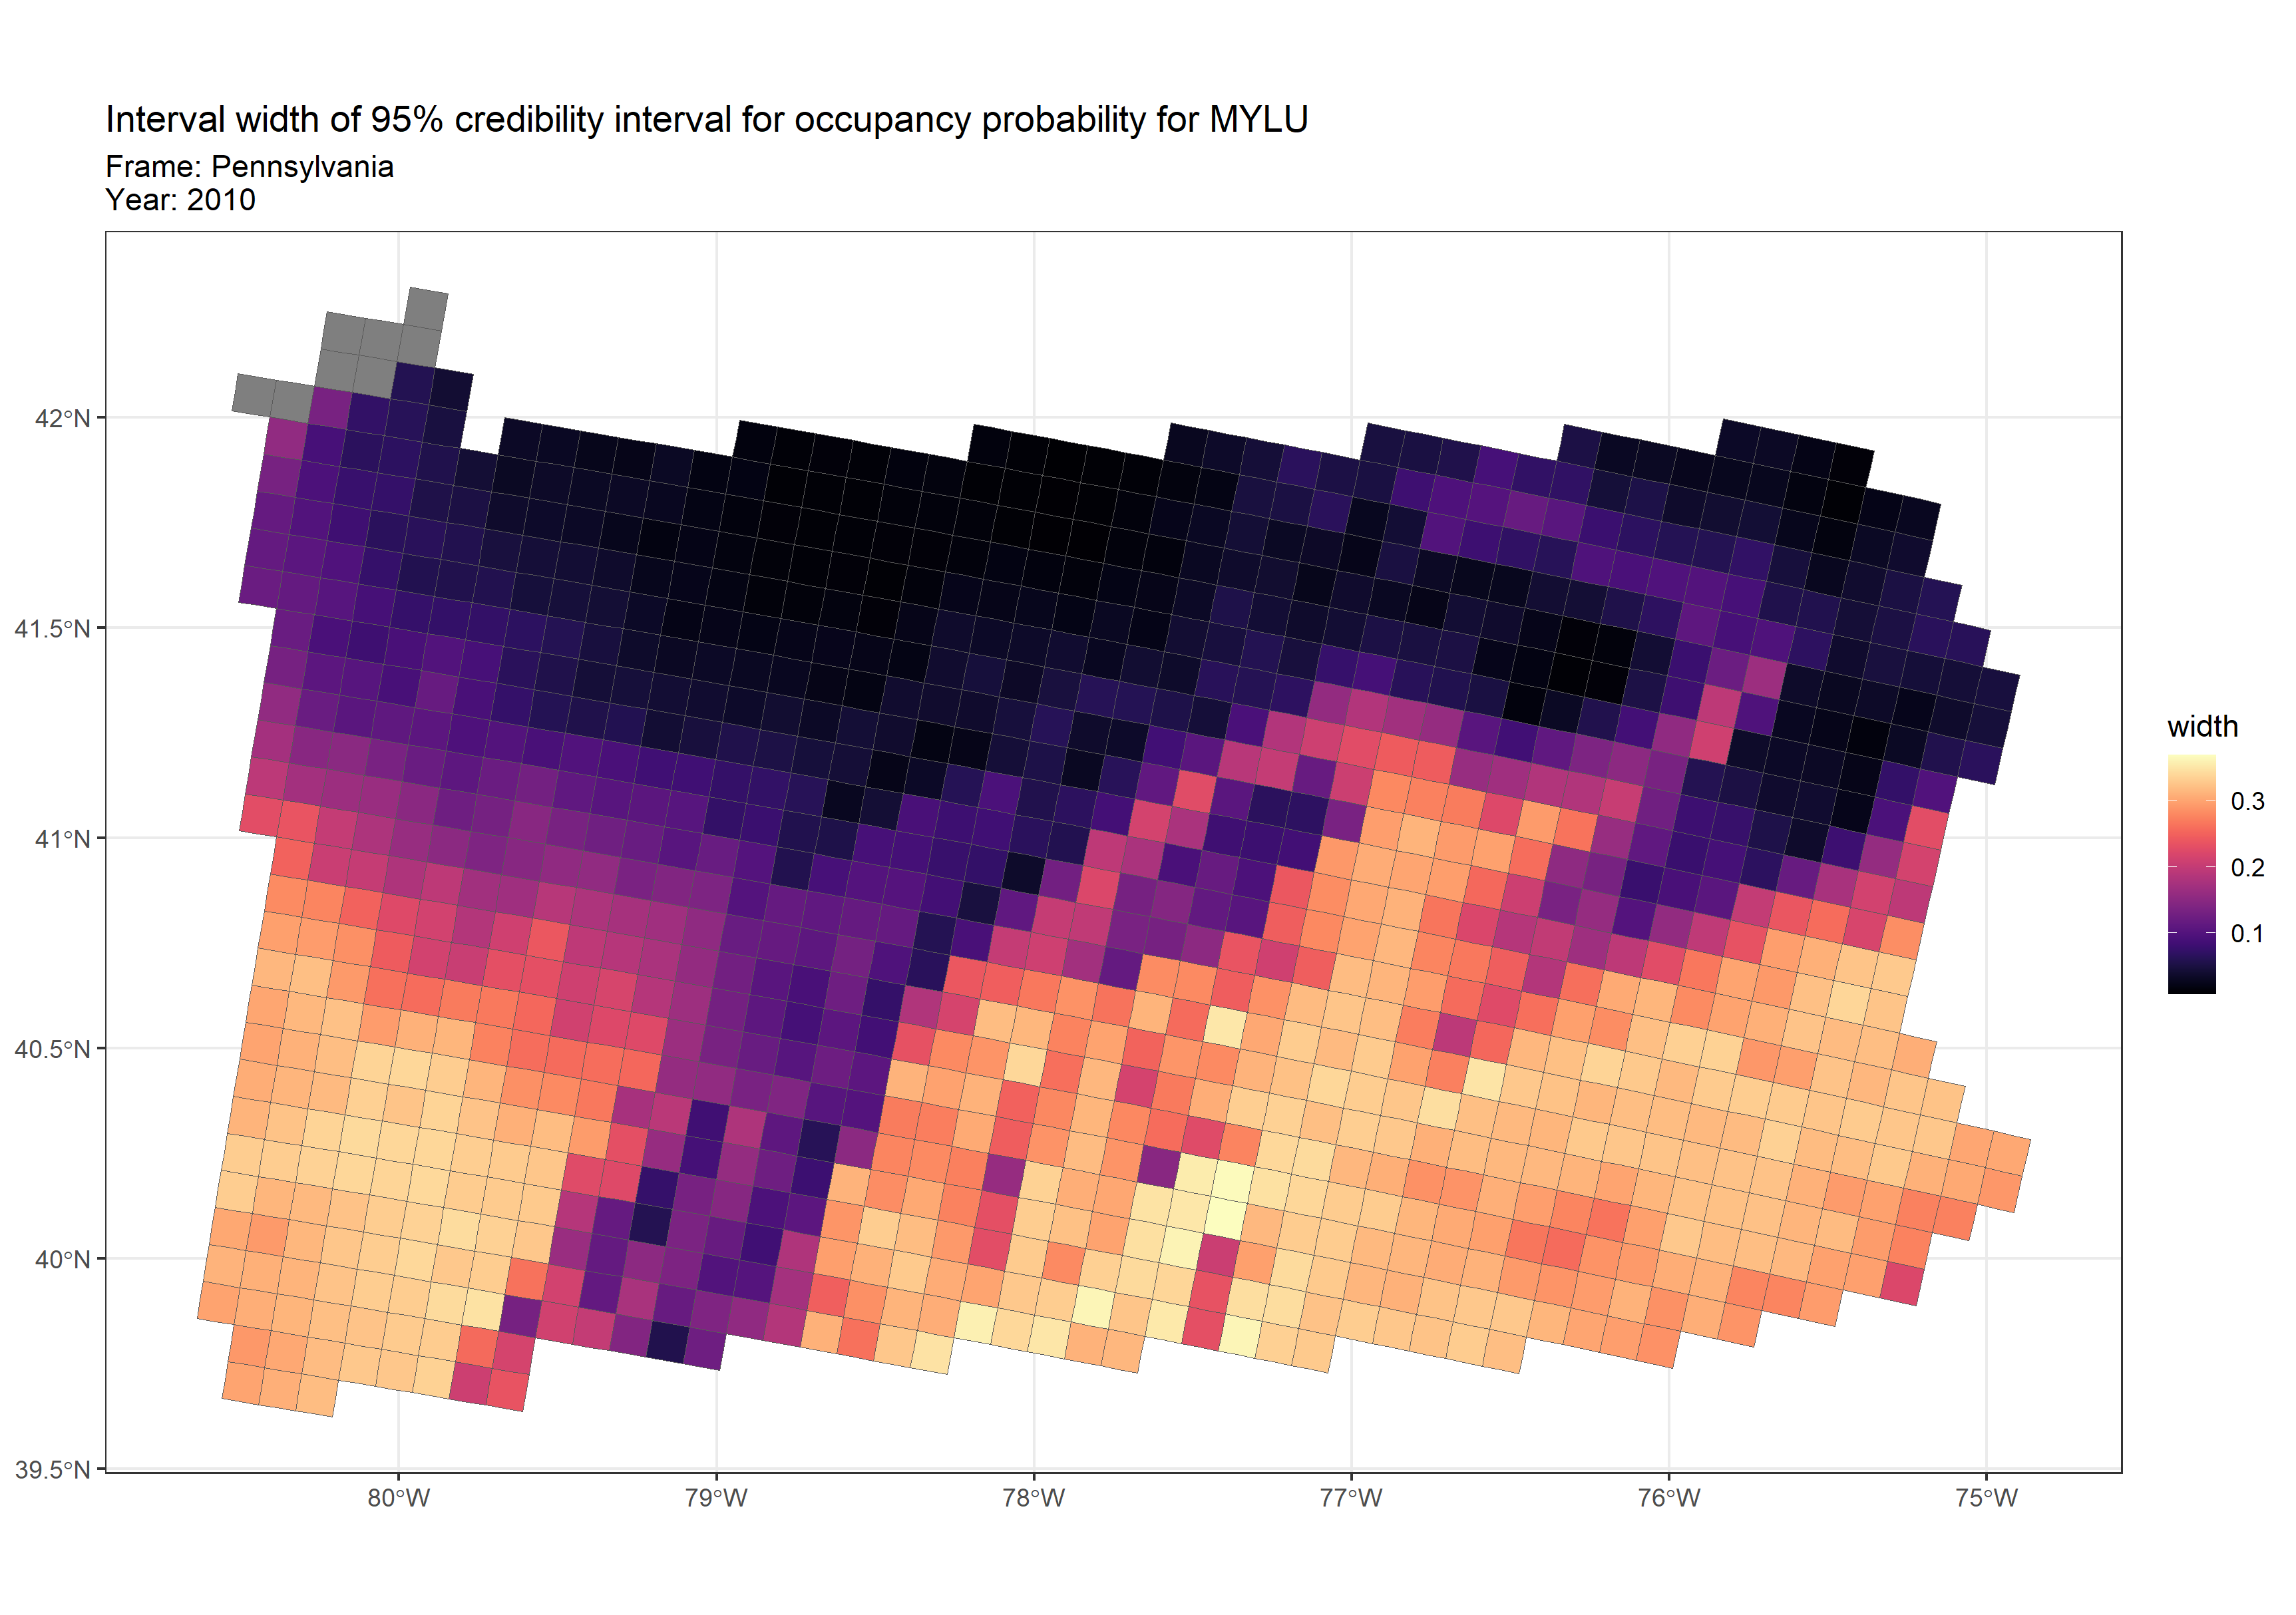 Interval width of 95% credibility interval for occupancy probability for MYLU
Frame: Pennsylvania
Year: 2010
42°N
41.5°N
41°N
40.5°N
40°N
39.5°N
80°W
79°W
78°W
77°W
76°W
75°W
width
0.3
0.2
0.1